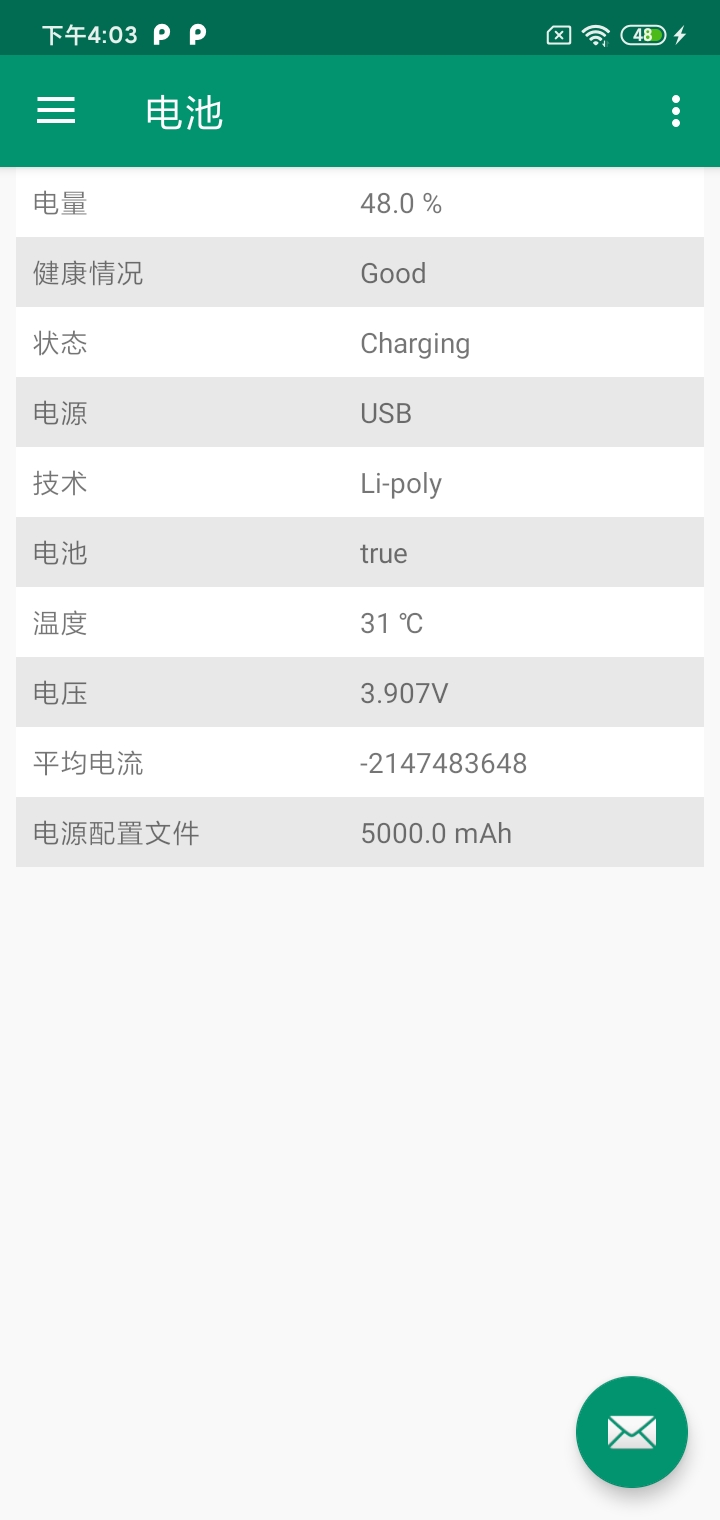 下午4:03 P P 48
电池
电量 48.0 %
健康情况 Good
状态 Charging
电源 USB
技术 Li-poly
电池 true
温度 31 ℃
电压 3.907V
平均电流 -2147483648
电源配置文件 5000.0 mAh